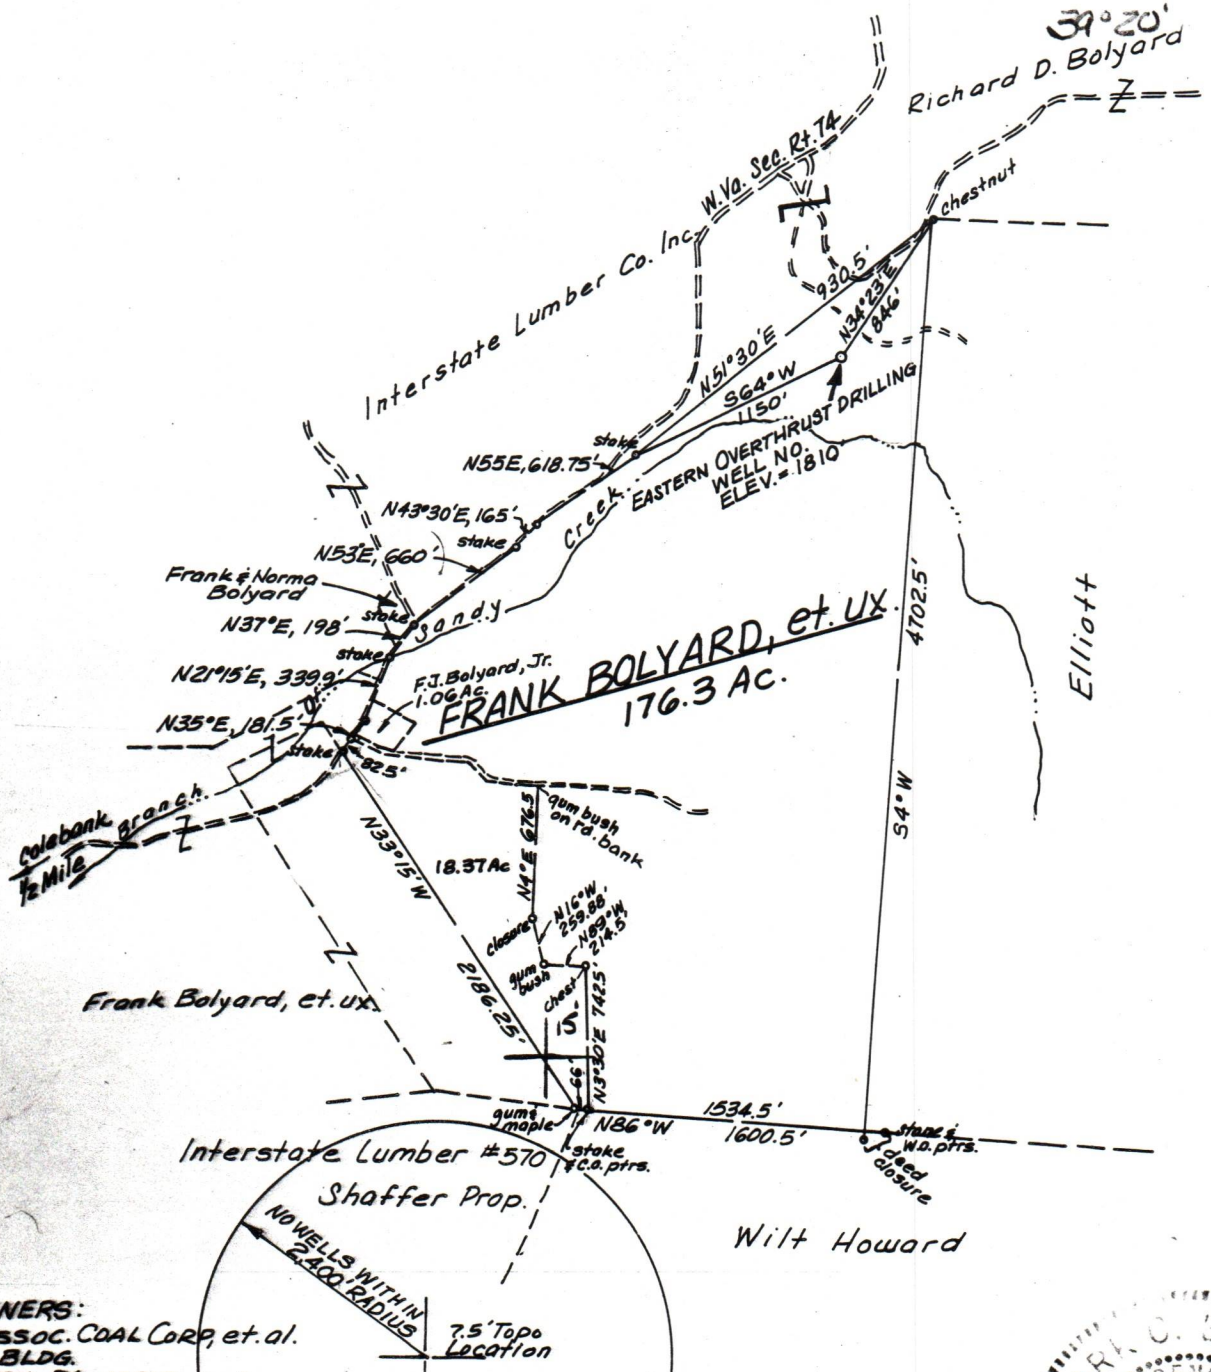 39°20'
Richard D. Bolyard
W.Va. Sec. Rt. 74
chestnut
Interstate Lumber Co. Inc.
930.5'
N34°23'E
846'
N51°30'E
S64°W
1150'
stake
EASTERN OVERTHRUST DRILLING
WELL NO.
ELEV.= 1810'
N55E, 618.75'
N43°30'E, 165'
Creek
stake
N53E, 660'
Frank & Norma
Bolyard
stake
Sandy
N37°E, 198'
4702.5'
Elliott
stake
FRANK BOLYARD, et. ux.
176.3 Ac.
N21°15'E, 339.9'
F.J. Bolyard, Jr.
1.06 Ac.
of
N35°E, 181.5'
stake
82.5'
S4°W
Branch
Colebank
1/2 Mile
gum bush
on rd. bank
N33°15'W
18.37 Ac
N4°E 676.5
N16°W
259.88'
N89°W
214.5'
closure
gum
bush
chest
2186.25'
15
N3°30'E 742.5'
Frank Bolyard, et. ux.
66'
gum &
maple
N86°W
1534.5'
1600.5'
stone &
W.O. ptrs.
deed
closure
stake
& C.O. ptrs.
Interstate Lumber #570
Shaffer Prop.
Wilt Howard
NO WELLS WITHIN
2,400' RADIUS
7.5' Topo
Location
NERS:
SSOC. COAL CORP, et. al.
BLDG.